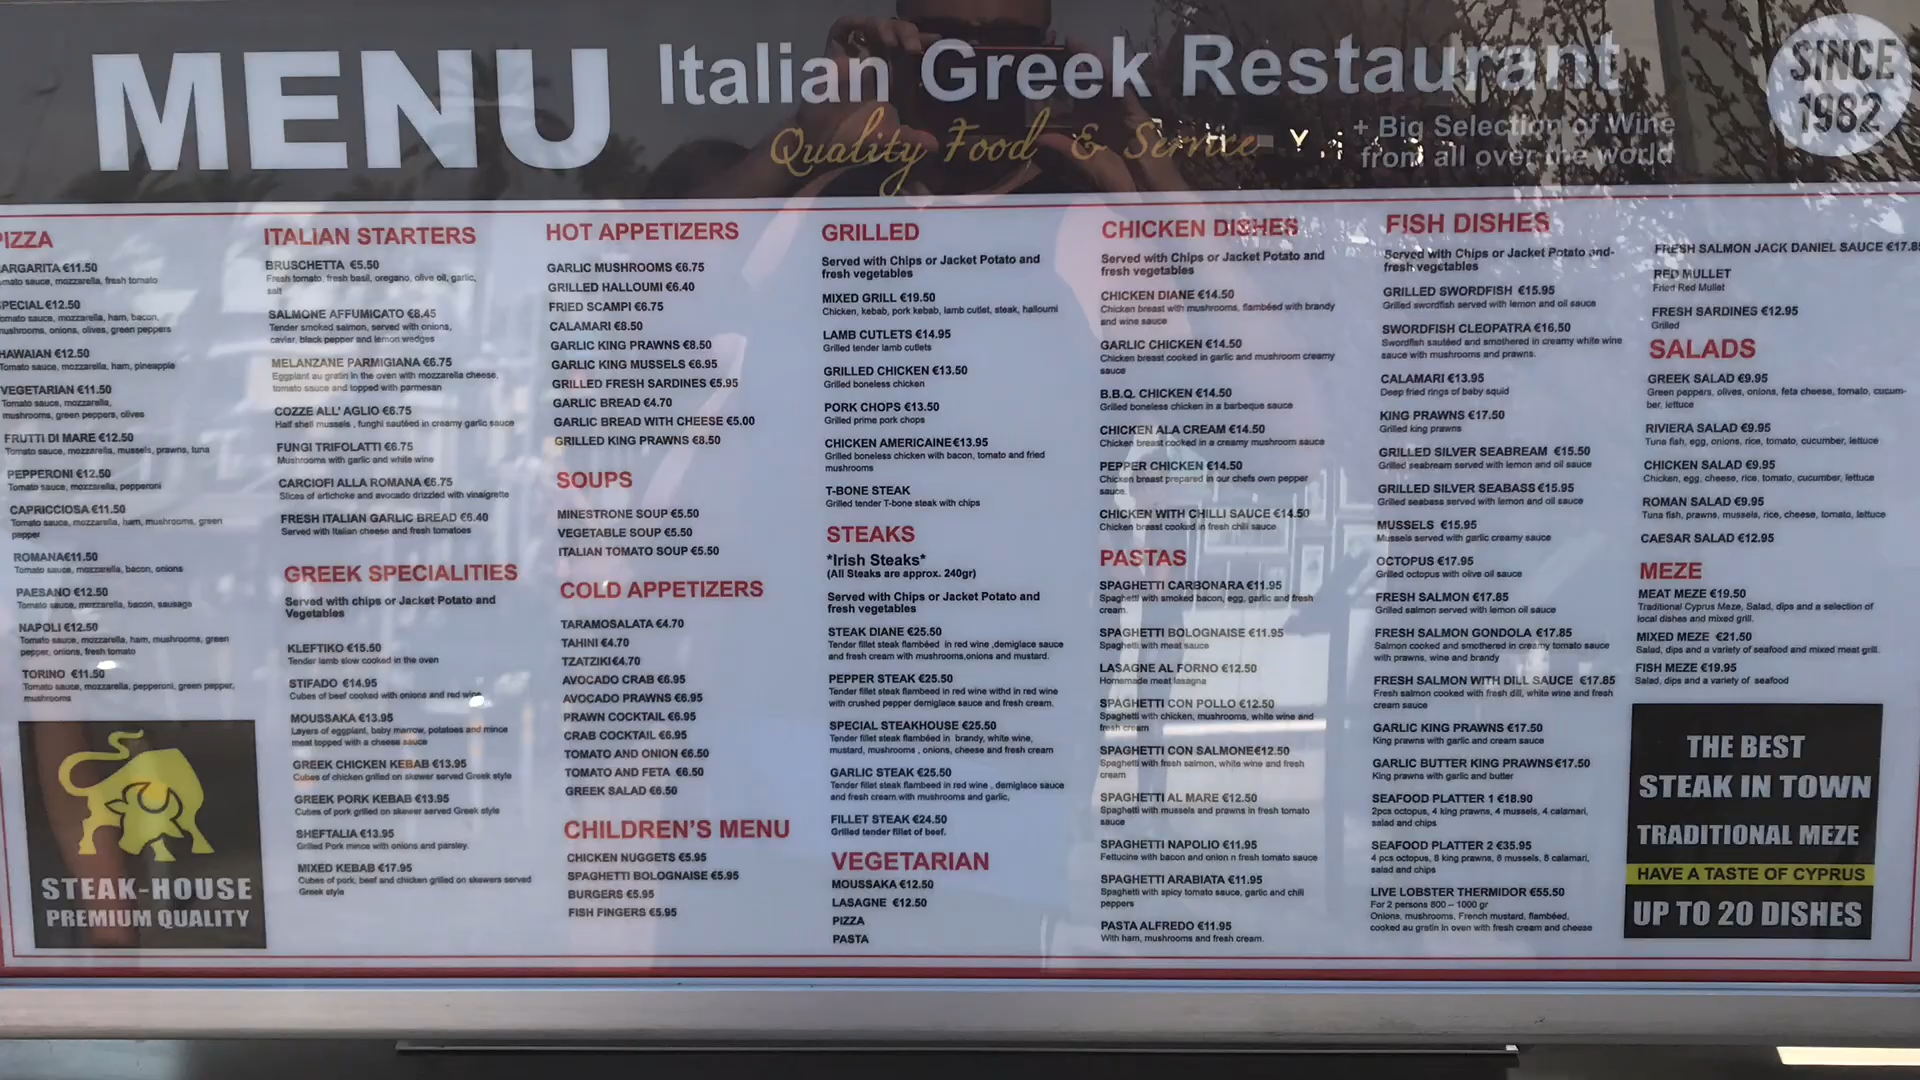 MENU
Italian Greek Restaurant
Quality Food & Service
+ Big Selection of Wine
from all over the world
SINCE
1982
PIZZA
MARGARITA €11.50
Tomato sauce, mozzarella, fresh tomato
SPECIAL €12.50
Tomato sauce, mozzarella, ham, bacon,
mushrooms, onions, olives, green peppers
HAWAIAN €12.50
Tomato sauce, mozzarella, ham, pineapple
VEGETARIAN €11.50
Tomato sauce, mozzarella,
mushrooms, green peppers, olives
FRUTTI DI MARE €12.50
Tomato sauce, mozzarella, mussels, prawns, tuna
PEPPERONI €12.50
Tomato sauce, mozzarella, pepperoni
CAPRICCIOSA €11.50
Tomato sauce, mozzarella, ham, mushrooms, green
pepper
ROMANA€11.50
Tomato sauce, mozzarella, bacon, onions
PAESANO €12.50
Tomato sauce, mozzarella, bacon, sausage
NAPOLI €12.50
Tomato sauce, mozzarella, ham, mushrooms, green
pepper, onions, fresh tomato
TORINO €11.50
Tomato sauce, mozzarella, pepperoni, green pepper,
mushrooms
STEAK-HOUSE
PREMIUM QUALITY
ITALIAN STARTERS
BRUSCHETTA €5.50
Fresh tomato, fresh basil, oregano, olive oil, garlic,
salt
SALMONE AFFUMICATO €8.45
Tender smoked salmon, served with onions,
caviar, black pepper and lemon wedges
MELANZANE PARMIGIANA €6.75
Eggplant au gratin in the oven with mozzarella cheese,
tomato sauce and topped with parmesan
COZZE ALL' AGLIO €6.75
Half shell mussels , funghi sautéed in creamy garlic sauce
FUNGI TRIFOLATTI €6.75
Mushrooms with garlic and white wine
CARCIOFI ALLA ROMANA €6.75
Slices of artichoke and avocado drizzled with vinaigrette
FRESH ITALIAN GARLIC BREAD €6.40
Served with Italian cheese and fresh tomatoes
GREEK SPECIALITIES
Served with chips or Jacket Potato and
Vegetables
KLEFTIKO €15.50
Tender lamb slow cooked in the oven
STIFADO €14.95
Cubes of beef cooked with onions and red wine
MOUSSAKA €13.95
Layers of eggplant, baby marrow, potatoes and mince
meat topped with a cheese sauce
GREEK CHICKEN KEBAB €13.95
Cubes of chicken grilled on skewer served Greek style
GREEK PORK KEBAB €13.95
Cubes of pork grilled on skewer served Greek style
SHEFTALIA €13.95
Grilled Pork mince with onions and parsley.
MIXED KEBAB €17.95
Cubes of pork, beef and chicken grilled on skewers served
Greek style
HOT APPETIZERS
GARLIC MUSHROOMS €6.75
GRILLED HALLOUMI €6.40
FRIED SCAMPI €6.75
CALAMARI €8.50
GARLIC KING PRAWNS €8.50
GARLIC KING MUSSELS €6.95
GRILLED FRESH SARDINES €5.95
GARLIC BREAD €4.70
GARLIC BREAD WITH CHEESE €5.00
GRILLED KING PRAWNS €8.50
SOUPS
MINESTRONE SOUP €5.50
VEGETABLE SOUP €5.50
ITALIAN TOMATO SOUP €5.50
COLD APPETIZERS
TARAMOSALATA €4.70
TAHINI €4.70
TZATZIKI€4.70
AVOCADO CRAB €6.95
AVOCADO PRAWNS €6.95
PRAWN COCKTAIL €6.95
CRAB COCKTAIL €6.95
TOMATO AND ONION €6.50
TOMATO AND FETA €6.50
GREEK SALAD €6.50
CHILDREN'S MENU
CHICKEN NUGGETS €5.95
SPAGHETTI BOLOGNAISE €5.95
BURGERS €5.95
FISH FINGERS €5.95
GRILLED
Served with Chips or Jacket Potato and
fresh vegetables
MIXED GRILL €19.50
Chicken, kebab, pork kebab, lamb cutlet, steak, halloumi
LAMB CUTLETS €14.95
Grilled tender lamb cutlets
GRILLED CHICKEN €13.50
Grilled boneless chicken
PORK CHOPS €13.50
Grilled prime pork chops
CHICKEN AMERICAINE€13.95
Grilled boneless chicken with bacon, tomato and fried
mushrooms
T-BONE STEAK
Grilled tender T-bone steak with chips
STEAKS
*Irish Steaks*
(All Steaks are approx. 240gr)
Served with Chips or Jacket Potato and
fresh vegetables
STEAK DIANE €25.50
Tender fillet steak flambéed in red wine ,demiglace sauce
and fresh cream with mushrooms,onions and mustard.
PEPPER STEAK €25.50
Tender fillet steak flambeed in red wine withd in red wine
with crushed pepper demiglace sauce and fresh cream.
SPECIAL STEAKHOUSE €25.50
Tender fillet steak flambéed in brandy, white wine,
mustard, mushrooms , onions, cheese and fresh cream
GARLIC STEAK €25.50
Tender fillet steak flambeed in red wine , demiglace sauce
and fresh cream with mushrooms and garlic,
FILLET STEAK €24.50
Grilled tender fillet of beef.
VEGETARIAN
MOUSSAKA €12.50
LASAGNE €12.50
PIZZA
PASTA
CHICKEN DISHES
Served with Chips or Jacket Potato and
fresh vegetables
CHICKEN DIANE €14.50
Chicken breast with mushrooms, flambéed with brandy
and wine sauce
GARLIC CHICKEN €14.50
Chicken breast cooked in garlic and mushroom creamy
sauce
B.B.Q. CHICKEN €14.50
Grilled boneless chicken in a barbeque sauce
CHICKEN ALA CREAM €14.50
Chicken breast cooked in a creamy mushroom sauce
PEPPER CHICKEN €14.50
Chicken breast prepared in our chefs own pepper
sauce.
CHICKEN WITH CHILLI SAUCE €14.50
Chicken breast cooked in fresh chili sauce
PASTAS
SPAGHETTI CARBONARA €11.95
Spaghetti with smoked bacon, egg, garlic and fresh
cream.
SPAGHETTI BOLOGNAISE €11.95
Spaghetti with meat sauce
LASAGNE AL FORNO €12.50
Homemade meat lasagna
SPAGHETTI CON POLLO €12.50
Spaghetti with chicken, mushrooms, white wine and
fresh cream
SPAGHETTI CON SALMONE€12.50
Spaghetti with fresh salmon, white wine and fresh
cream
SPAGHETTI AL MARE €12.50
Spaghetti with mussels and prawns in fresh tomato
sauce
SPAGHETTI NAPOLIO €11.95
Fettucine with bacon and onion n fresh tomato sauce
SPAGHETTI ARABIATA €11.95
Spaghetti with spicy tomato sauce, garlic and chili
peppers
PASTA ALFREDO €11.95
With ham, mushrooms and fresh cream.
FISH DISHES
Served with Chips or Jacket Potato and-
fresh vegetables
GRILLED SWORDFISH €15.95
Grilled swordfish served with lemon and oil sauce
SWORDFISH CLEOPATRA €16.50
Swordfish sautéed and smothered in creamy white wine
sauce with mushrooms and prawns.
CALAMARI €13.95
Deep fried rings of baby squid
KING PRAWNS €17.50
Grilled king prawns
GRILLED SILVER SEABREAM €15.50
Grilled seabream served with lemon and oil sauce
GRILLED SILVER SEABASS €15.95
Grilled seabass served with lemon and oil sauce
MUSSELS €15.95
Mussels served with garlic creamy sauce
OCTOPUS €17.95
Grilled octopus with olive oil sauce
FRESH SALMON €17.85
Grilled salmon served with lemon oil sauce
FRESH SALMON GONDOLA €17.85
Salmon cooked and smothered in creamy tomato sauce
with prawns, wine and brandy
FRESH SALMON WITH DILL SAUCE €17.85
Fresh salmon cooked with fresh dill, white wine and fresh
cream sauce
GARLIC KING PRAWNS €17.50
King prawns with garlic and cream sauce
GARLIC BUTTER KING PRAWNS€17.50
King prawns with garlic and butter
SEAFOOD PLATTER 1 €18.90
2pcs octopus, 4 king prawns, 4 mussels, 4 calamari,
salad and chips
SEAFOOD PLATTER 2 €35.95
4 pcs octopus, 8 king prawns, 8 mussels, 8 calamari,
salad and chips
LIVE LOBSTER THERMIDOR €55.50
For 2 persons 800 – 1000 gr
Onions, mushrooms, French mustard, flambéed,
cooked au gratin in oven with fresh cream and cheese
FRESH SALMON JACK DANIEL SAUCE €17.85
RED MULLET
Fried Red Mullet
FRESH SARDINES €12.95
Grilled
SALADS
GREEK SALAD €9.95
Green peppers, olives, onions, feta cheese, tomato, cucum-
ber, lettuce
RIVIERA SALAD €9.95
Tuna fish, egg, onions, rice, tomato, cucumber, lettuce
CHICKEN SALAD €9.95
Chicken, egg, cheese, rice, tomato, cucumber, lettuce
ROMAN SALAD €9.95
Tuna fish, prawns, mussels, rice, cheese, tomato, lettuce
CAESAR SALAD €12.95
MEZE
MEAT MEZE €19.50
Traditional Cyprus Meze, Salad, dips and a selection of
local dishes and mixed grill.
MIXED MEZE €21.50
Salad, dips and a variety of seafood and mixed meat grill.
FISH MEZE €19.95
Salad, dips and a variety of seafood
THE BEST
STEAK IN TOWN
TRADITIONAL MEZE
HAVE A TASTE OF CYPRUS
UP TO 20 DISHES